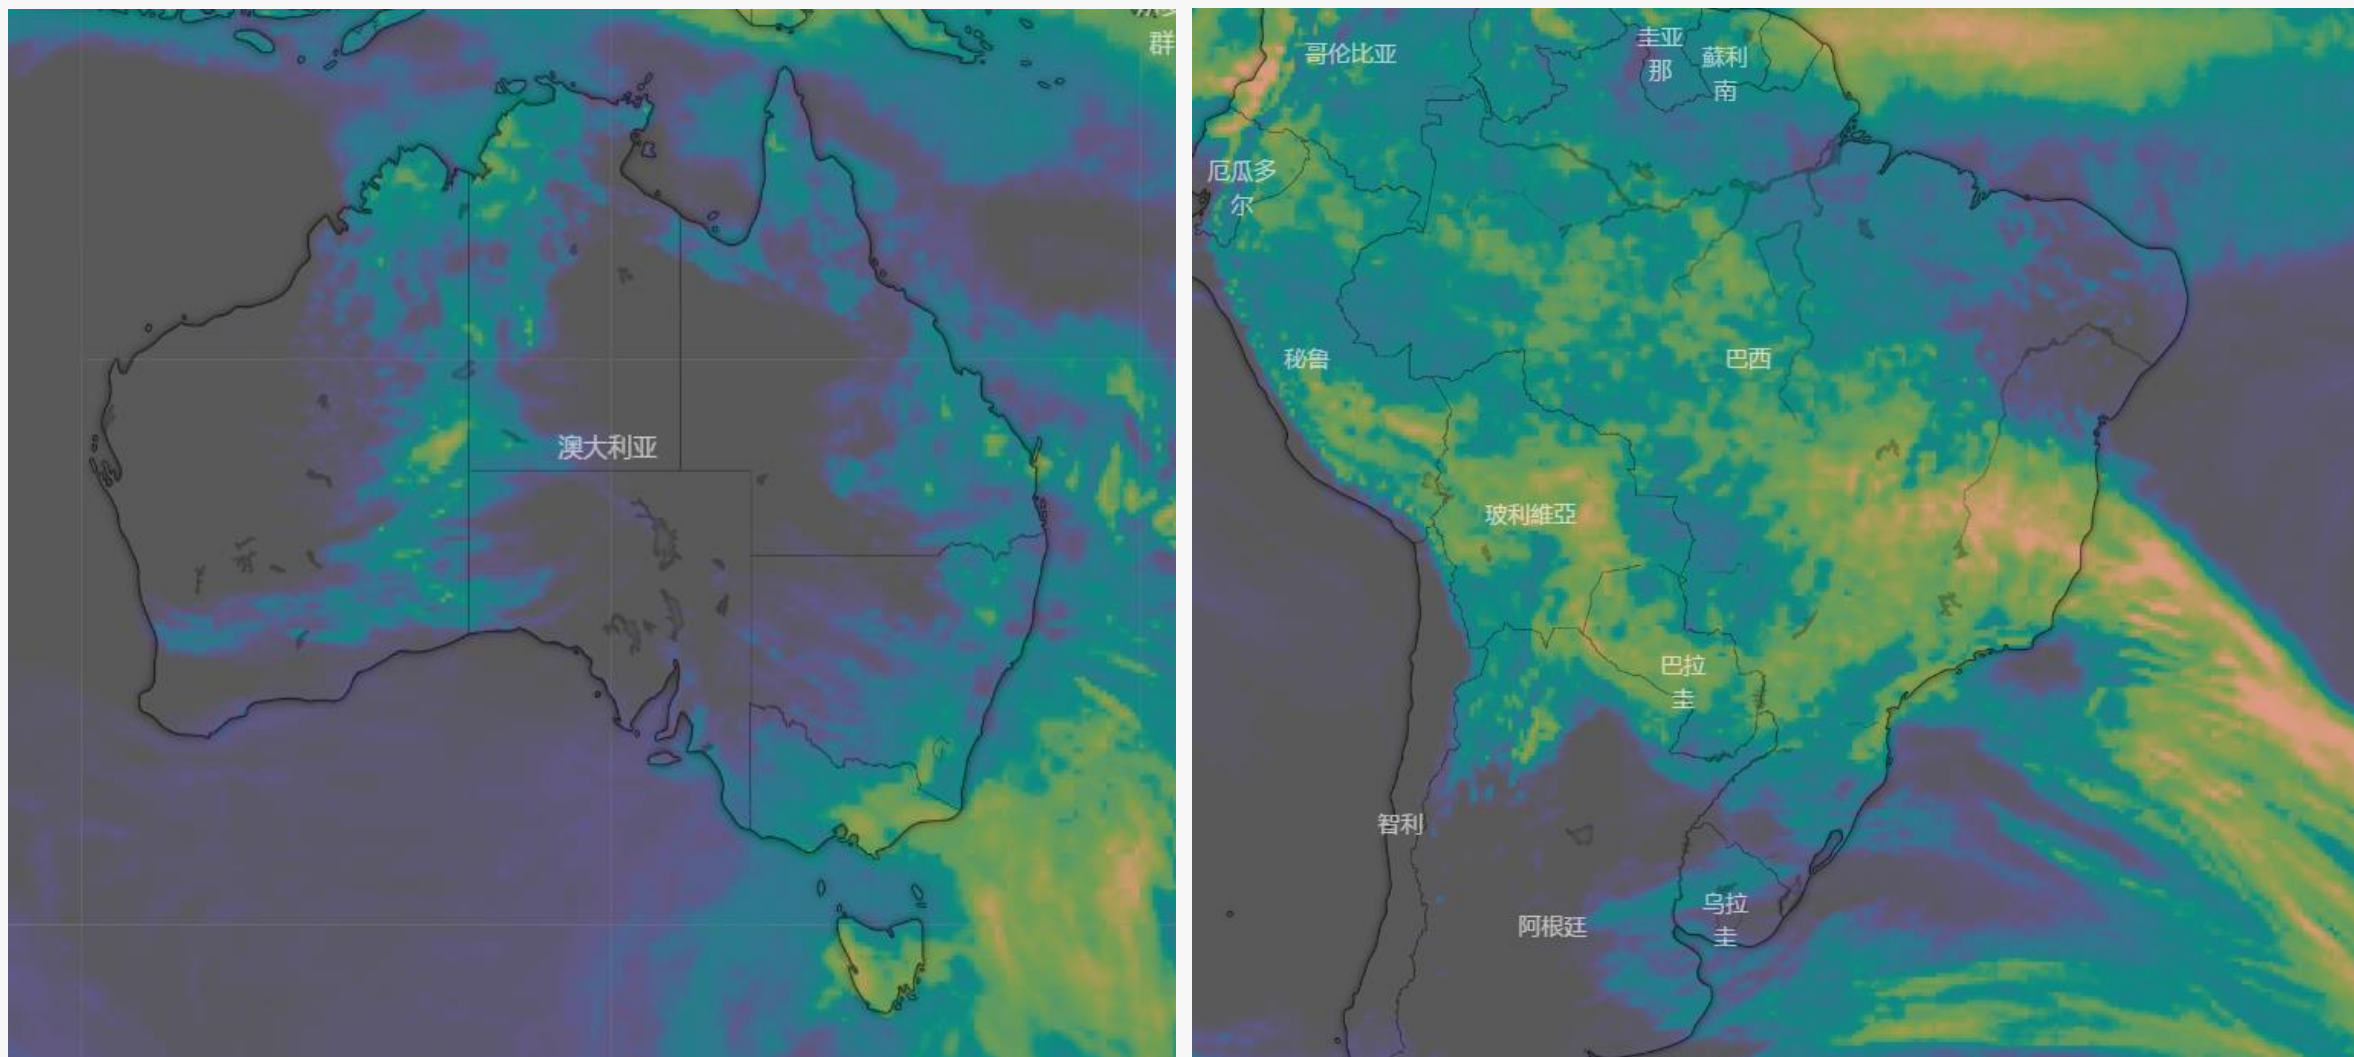 群
澳大利亚
哥伦比亚
圭亚
那
蘇利
南
厄瓜多
尔
秘鲁
巴西
玻利維亞
巴拉
圭
智利
乌拉
圭
阿根廷